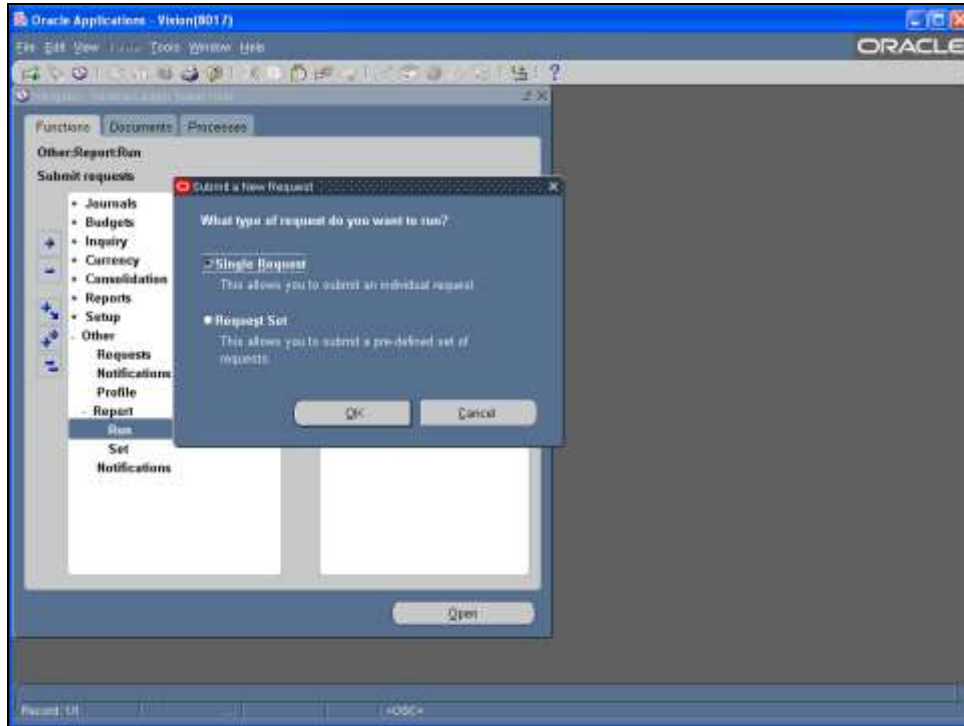 Oracle Applications - Vision(8017)
File Edit View Tools Window Help
ORACLE
Functions Documents Processes
Other:Report:Run
Submit requests
+ Journals
+ Budgets
+ Inquiry
+ Currency
+ Consolidation
+ Reports
+ Setup
- Other
Requests
Notifications
Profile
- Report
Run
Set
Notifications
Submit a New Request
What type of request do you want to run?
Single Request
This allows you to submit an individual request
Request Set
This allows you to submit a pre-defined set of
requests.
OK Cancel
Open
Record: 1/1 <OSC>